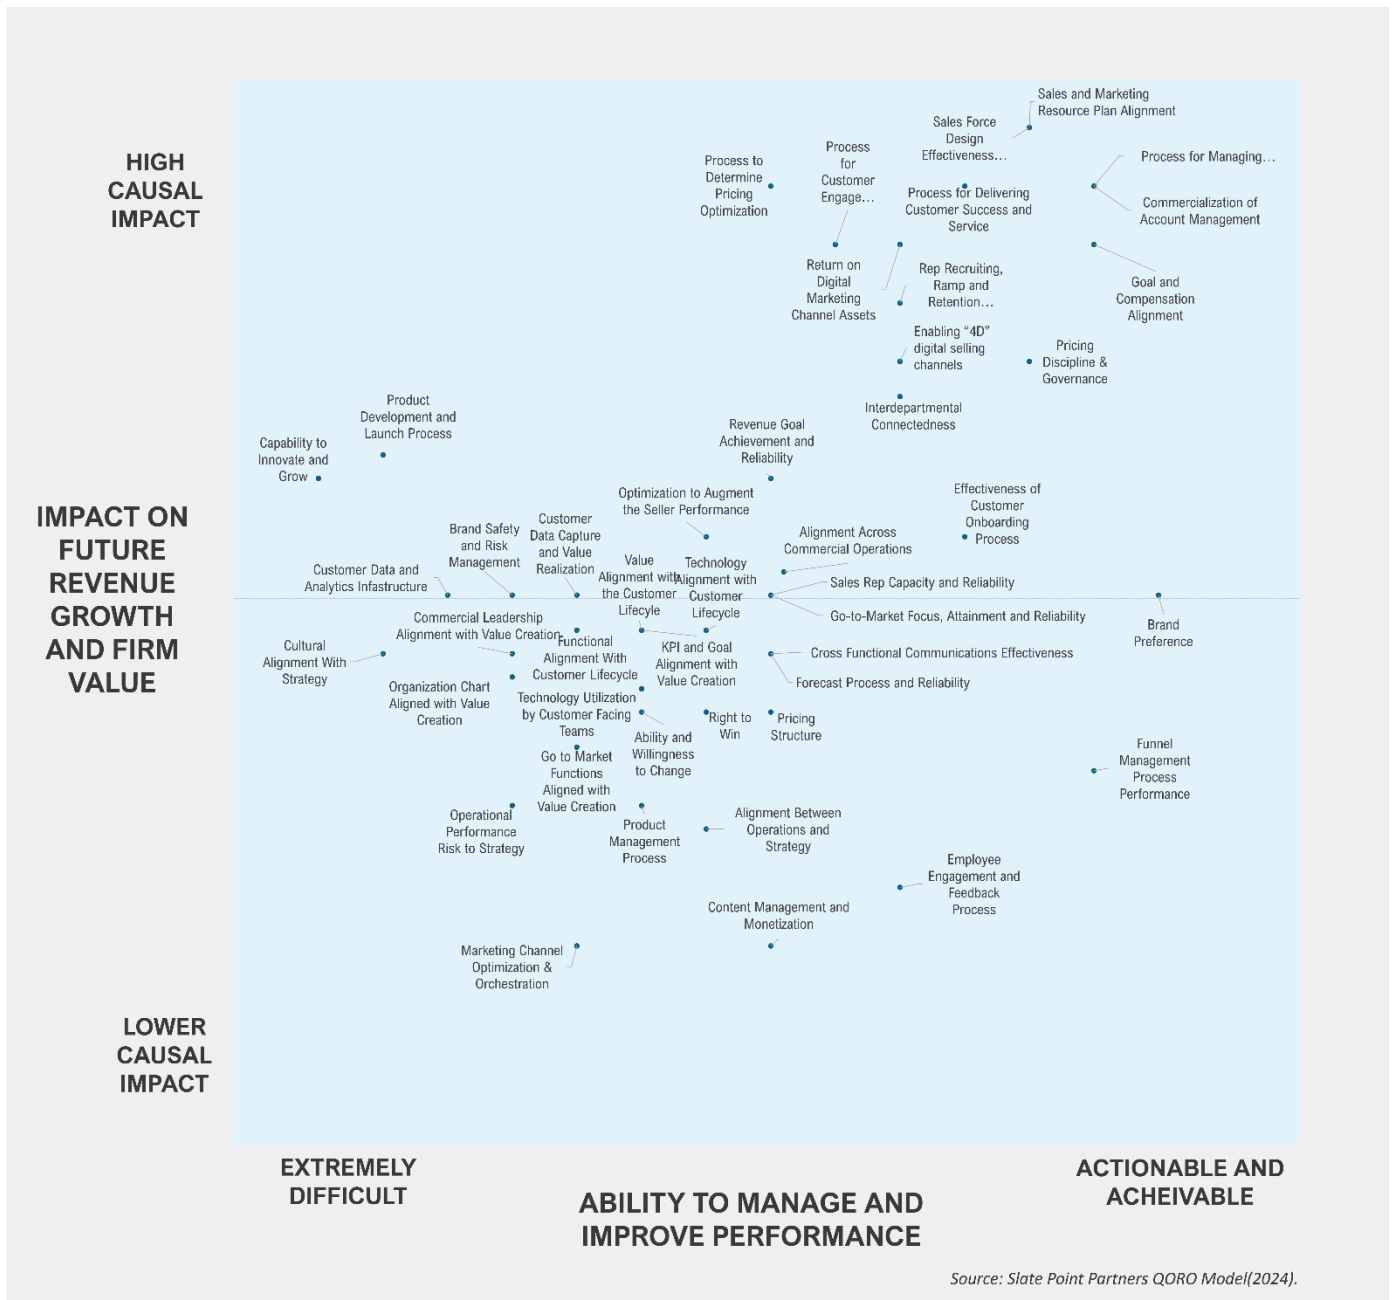 Sales and Marketing
Resource Plan Alignment
Sales Force
Design
Effectiveness...
Process
for
Customer
Engage...
Process to
Determine
Pricing
Optimization
Process for Managing...
HIGH
CAUSAL
IMPACT
Process for Delivering
Customer Success and
Service
Commercialization of
Account Management
Return on
Digital
Marketing
Channel Assets
Rep Recruiting,
Ramp and
Retention...
Goal and
Compensation
Alignment
Enabling “4D”
digital selling
channels
Pricing
Discipline &
Governance
Interdepartmental
Connectedness
Product
Development and
Launch Process
Capability to
Innovate and
Grow
Revenue Goal
Achievement and
Reliability
Optimization to Augment
the Seller Performance
Effectiveness of
Customer
Onboarding
Process
IMPACT ON
FUTURE
REVENUE
GROWTH
AND FIRM
VALUE
Brand Safety
and Risk
Management
Customer
Data Capture
and Value
Realization
Alignment Across
Commercial Operations
Customer Data and
Analytics Infastructure
Value
Alignment with
the Customer
Lifecyle
Technology
Alignment with
Customer
Lifecycle
Sales Rep Capacity and Reliability
Go-to-Market Focus, Attainment and Reliability
Brand
Preference
Commercial Leadership
Alignment with Value Creation
Cultural
Alignment With
Strategy
Functional
Alignment With
Customer Lifecycle
KPI and Goal
Alignment with
Value Creation
Cross Functional Communications Effectiveness
Forecast Process and Reliability
Organization Chart
Aligned with Value
Creation
Technology Utilization
by Customer Facing
Teams
Right to
Win
Pricing
Structure
Ability and
Willingness
to Change
Go to Market
Functions
Aligned with
Value Creation
Funnel
Management
Process
Performance
Operational
Performance
Risk to Strategy
Product
Management
Process
Alignment Between
Operations and
Strategy
Employee
Engagement and
Feedback
Process
Content Management and
Monetization
Marketing Channel
Optimization &
Orchestration
LOWER
CAUSAL
IMPACT
EXTREMELY
DIFFICULT
ABILITY TO MANAGE AND
IMPROVE PERFORMANCE
ACTIONABLE AND
ACHEIVABLE
Source: Slate Point Partners QORO Model(2024).